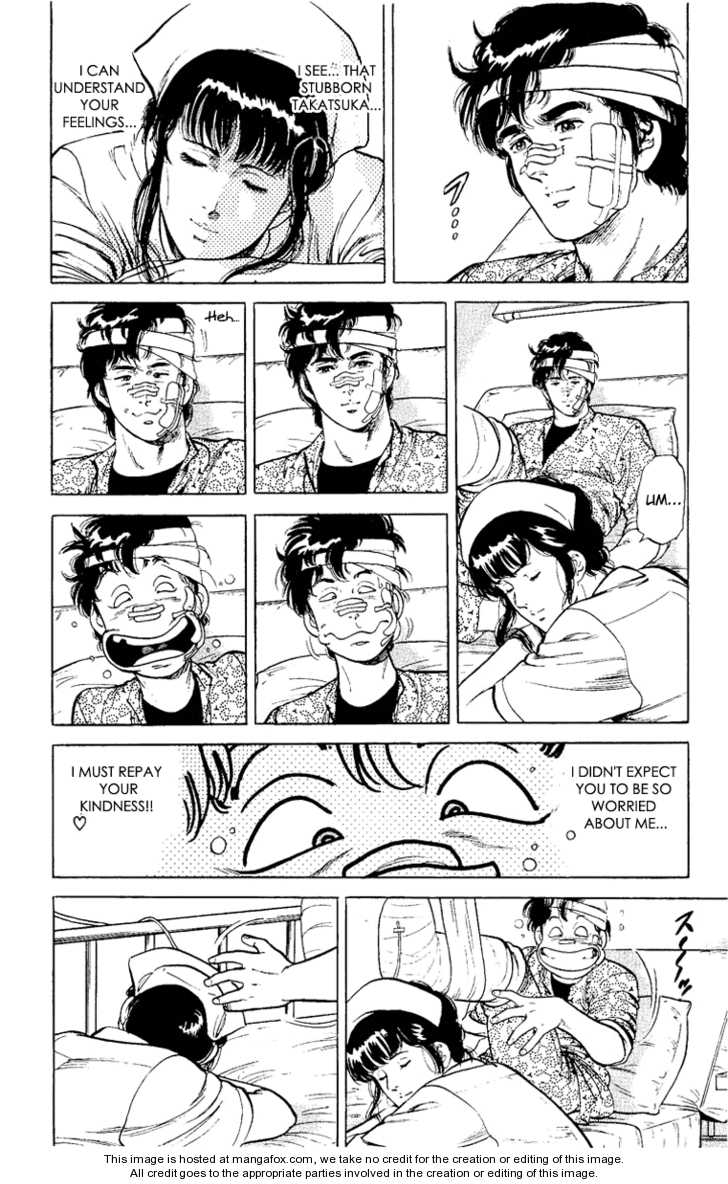 I SEE... THAT
STUBBORN
TAKATSUKA...
I CAN
UNDERSTAND
YOUR
FEELINGS...
フ。。。
UM...
Heh...
I DIDN'T EXPECT
YOU TO BE SO
WORRIED
ABOUT ME...
I MUST REPAY
YOUR
KINDNESS!!
♡
スーーッ
This image is hosted at mangafox.com, we take no credit for the creation or editing of this image.
All credit goes to the appropriate parties involved in the creation or editing of this image.